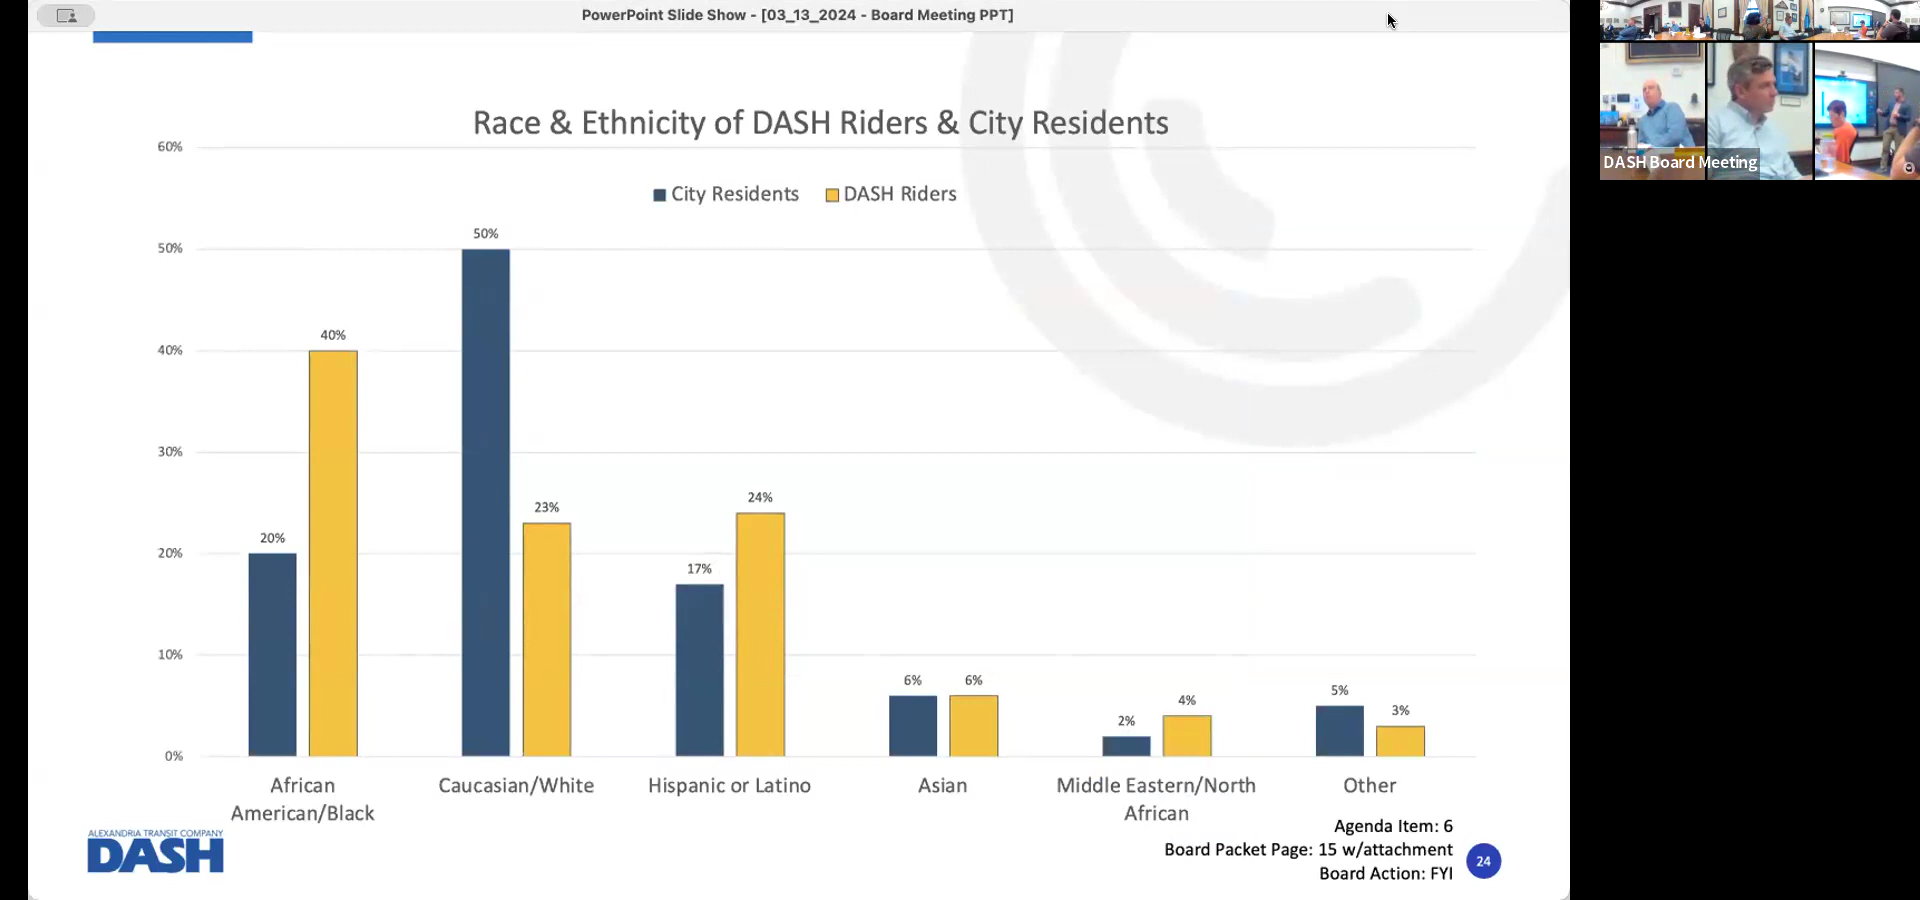 PowerPoint Slide Show - [03_13_2024 - Board Meeting PPT]
Race & Ethnicity of DASH Riders & City Residents
City Residents
DASH Riders
60%
50%
40%
30%
20%
10%
0%
20%
40%
50%
23%
17%
24%
6%
6%
2%
4%
5%
3%
African
American/Black
Caucasian/White
Hispanic or Latino
Asian
Middle Eastern/North
African
Other
ALEXANDRIA TRANSIT COMPANY
DASH
Agenda Item: 6
Board Packet Page: 15 w/attachment
Board Action: FYI
24
DASH Board Meeting